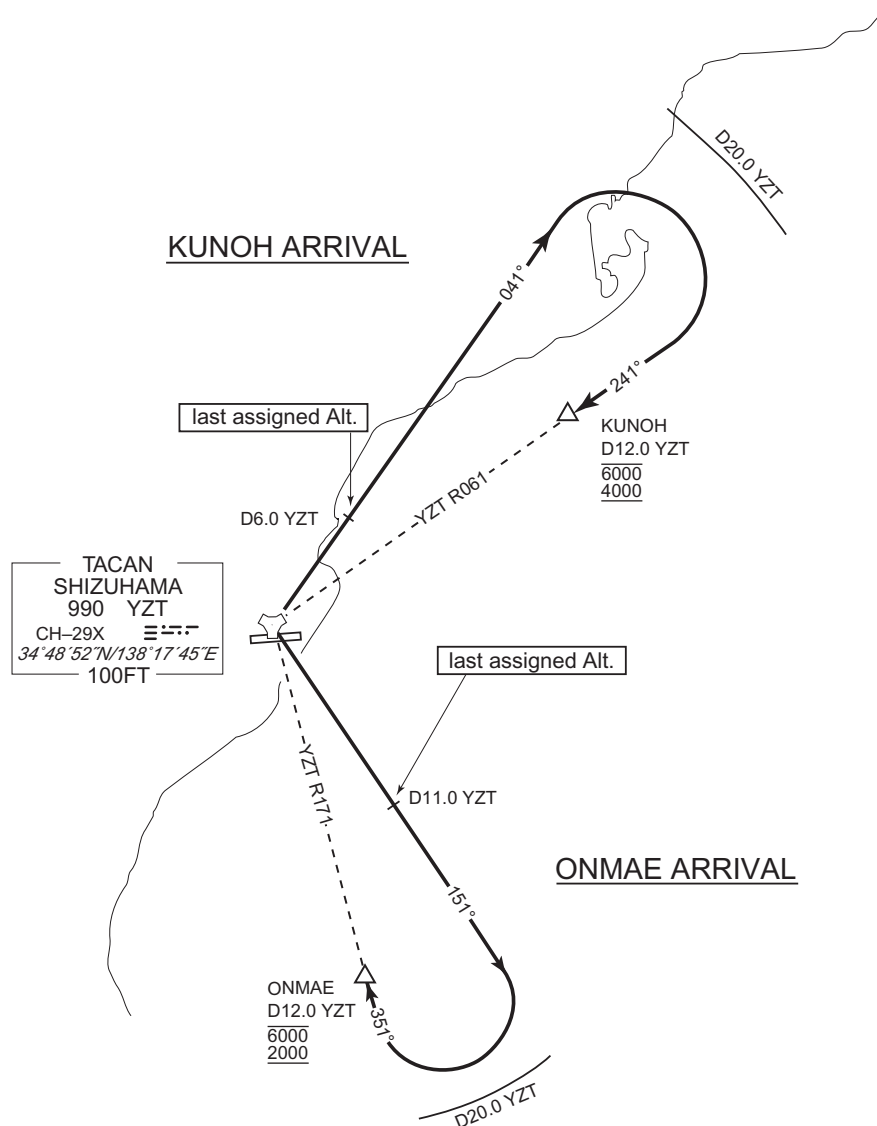 D20.0 YZT
KUNOH ARRIVAL
041°
241°
last assigned Alt.
KUNOH
D12.0 YZT
6000
4000
YZT R061
D6.0 YZT
TACAN
SHIZUHAMA
990 YZT
CH–29X
34°48´52˝N/138°17´45˝E
100FT
last assigned Alt.
YZT R171
D11.0 YZT
ONMAE ARRIVAL
151°
ONMAE
D12.0 YZT
6000
2000
351°
D20.0 YZT